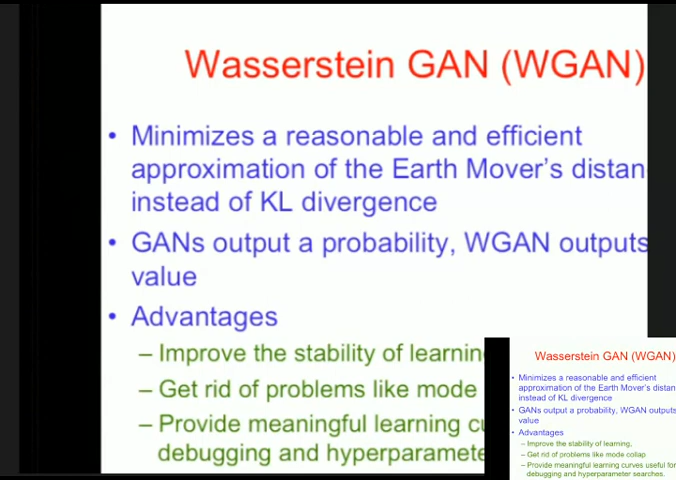 Wasserstein GAN (WGAN)
• Minimizes a reasonable and efficient
approximation of the Earth Mover's distan
instead of KL divergence
• GANs output a probability, WGAN outputs
value
• Advantages
– Improve the stability of learnin
– Get rid of problems like mode
– Provide meaningful learning cu
debugging and hyperparamete
Wasserstein GAN (WGAN)
• Minimizes a reasonable and efficient
approximation of the Earth Mover's distan
instead of KL divergence
• GANs output a probability, WGAN outputs
value
• Advantages
– Improve the stability of learning,
– Get rid of problems like mode collap
– Provide meaningful learning curves useful for
debugging and hyperparameter searches.